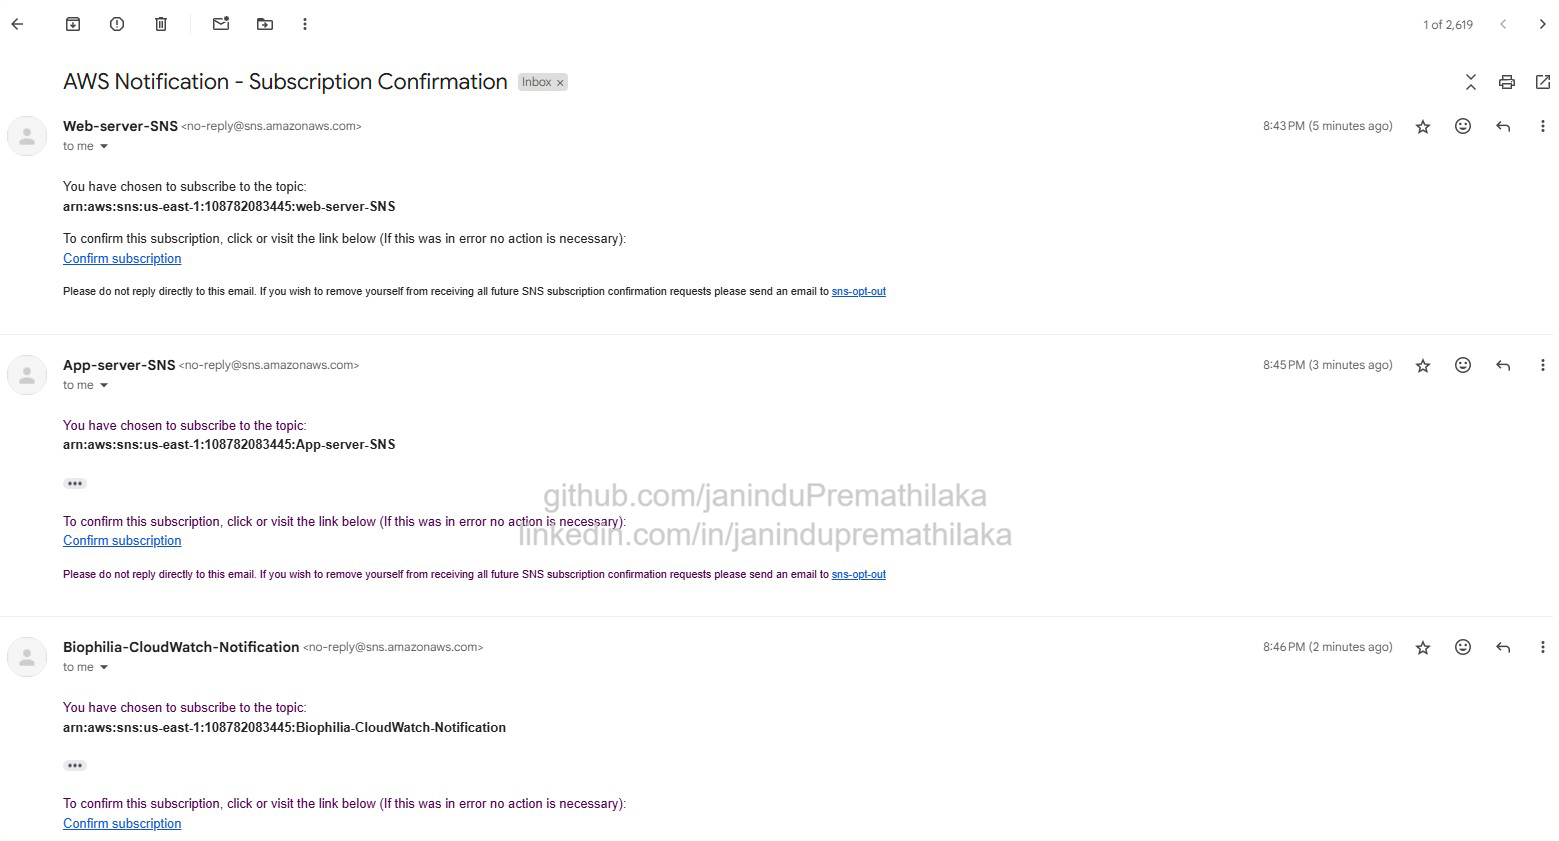 1 of 2,619
AWS Notification - Subscription Confirmation Inbox ×
Web-server-SNS <no-reply@sns.amazonaws.com> 8:43 PM (5 minutes ago)
to me
You have chosen to subscribe to the topic:
arn:aws:sns:us-east-1:108782083445:web-server-SNS
To confirm this subscription, click or visit the link below (If this was in error no action is necessary):
Confirm subscription
Please do not reply directly to this email. If you wish to remove yourself from receiving all future SNS subscription confirmation requests please send an email to sns-opt-out
App-server-SNS <no-reply@sns.amazonaws.com> 8:45 PM (3 minutes ago)
to me
You have chosen to subscribe to the topic:
arn:aws:sns:us-east-1:108782083445:App-server-SNS
github.com/janinduPremathilaka
To confirm this subscription, click or visit the link below (If this was in error no action is necessary):
linkedin.com/in/janindupremathilaka
Confirm subscription
Please do not reply directly to this email. If you wish to remove yourself from receiving all future SNS subscription confirmation requests please send an email to sns-opt-out
Biophilia-CloudWatch-Notification <no-reply@sns.amazonaws.com> 8:46 PM (2 minutes ago)
to me
You have chosen to subscribe to the topic:
arn:aws:sns:us-east-1:108782083445:Biophilia-CloudWatch-Notification
To confirm this subscription, click or visit the link below (If this was in error no action is necessary):
Confirm subscription